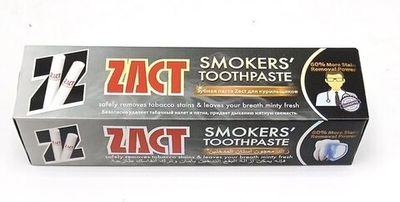 ZACT
SMOKERS'
TOOTHPASTE
60% More Stain
Removal Power
Зубная паста Zact для курильщиков
safely removes tobacco stains & leaves your breath minty fresh
Безопасно удаляет табачный налет и пятна, придает дыханию мятную свежесть.
ZACT
SMOKERS'
TOOTHPASTE
60% More Stain
Removal Power
safely removes tobacco stains & leaves your breath minty fresh